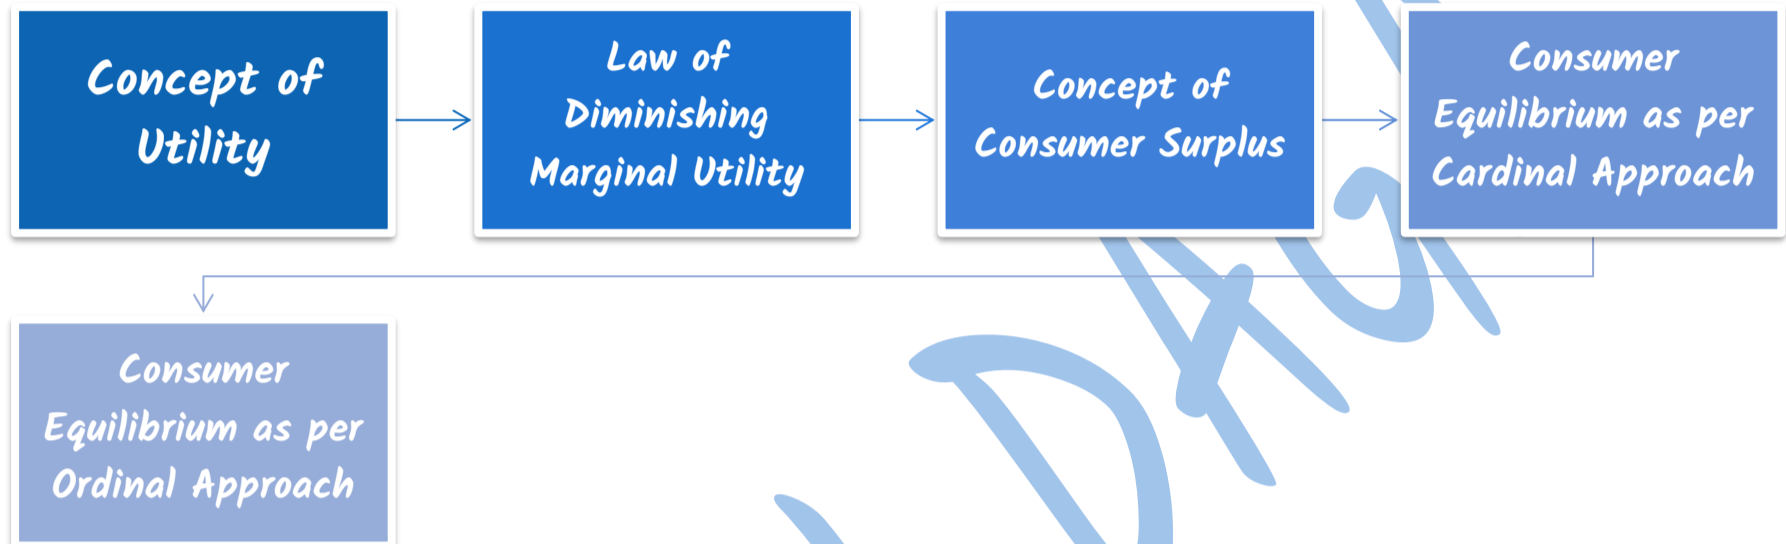 Concept of
Utility
Law of
Diminishing
Marginal Utility
Concept of
Consumer Surplus
Consumer
Equilibrium as per
Cardinal Approach
Consumer
Equilibrium as per
Ordinal Approach